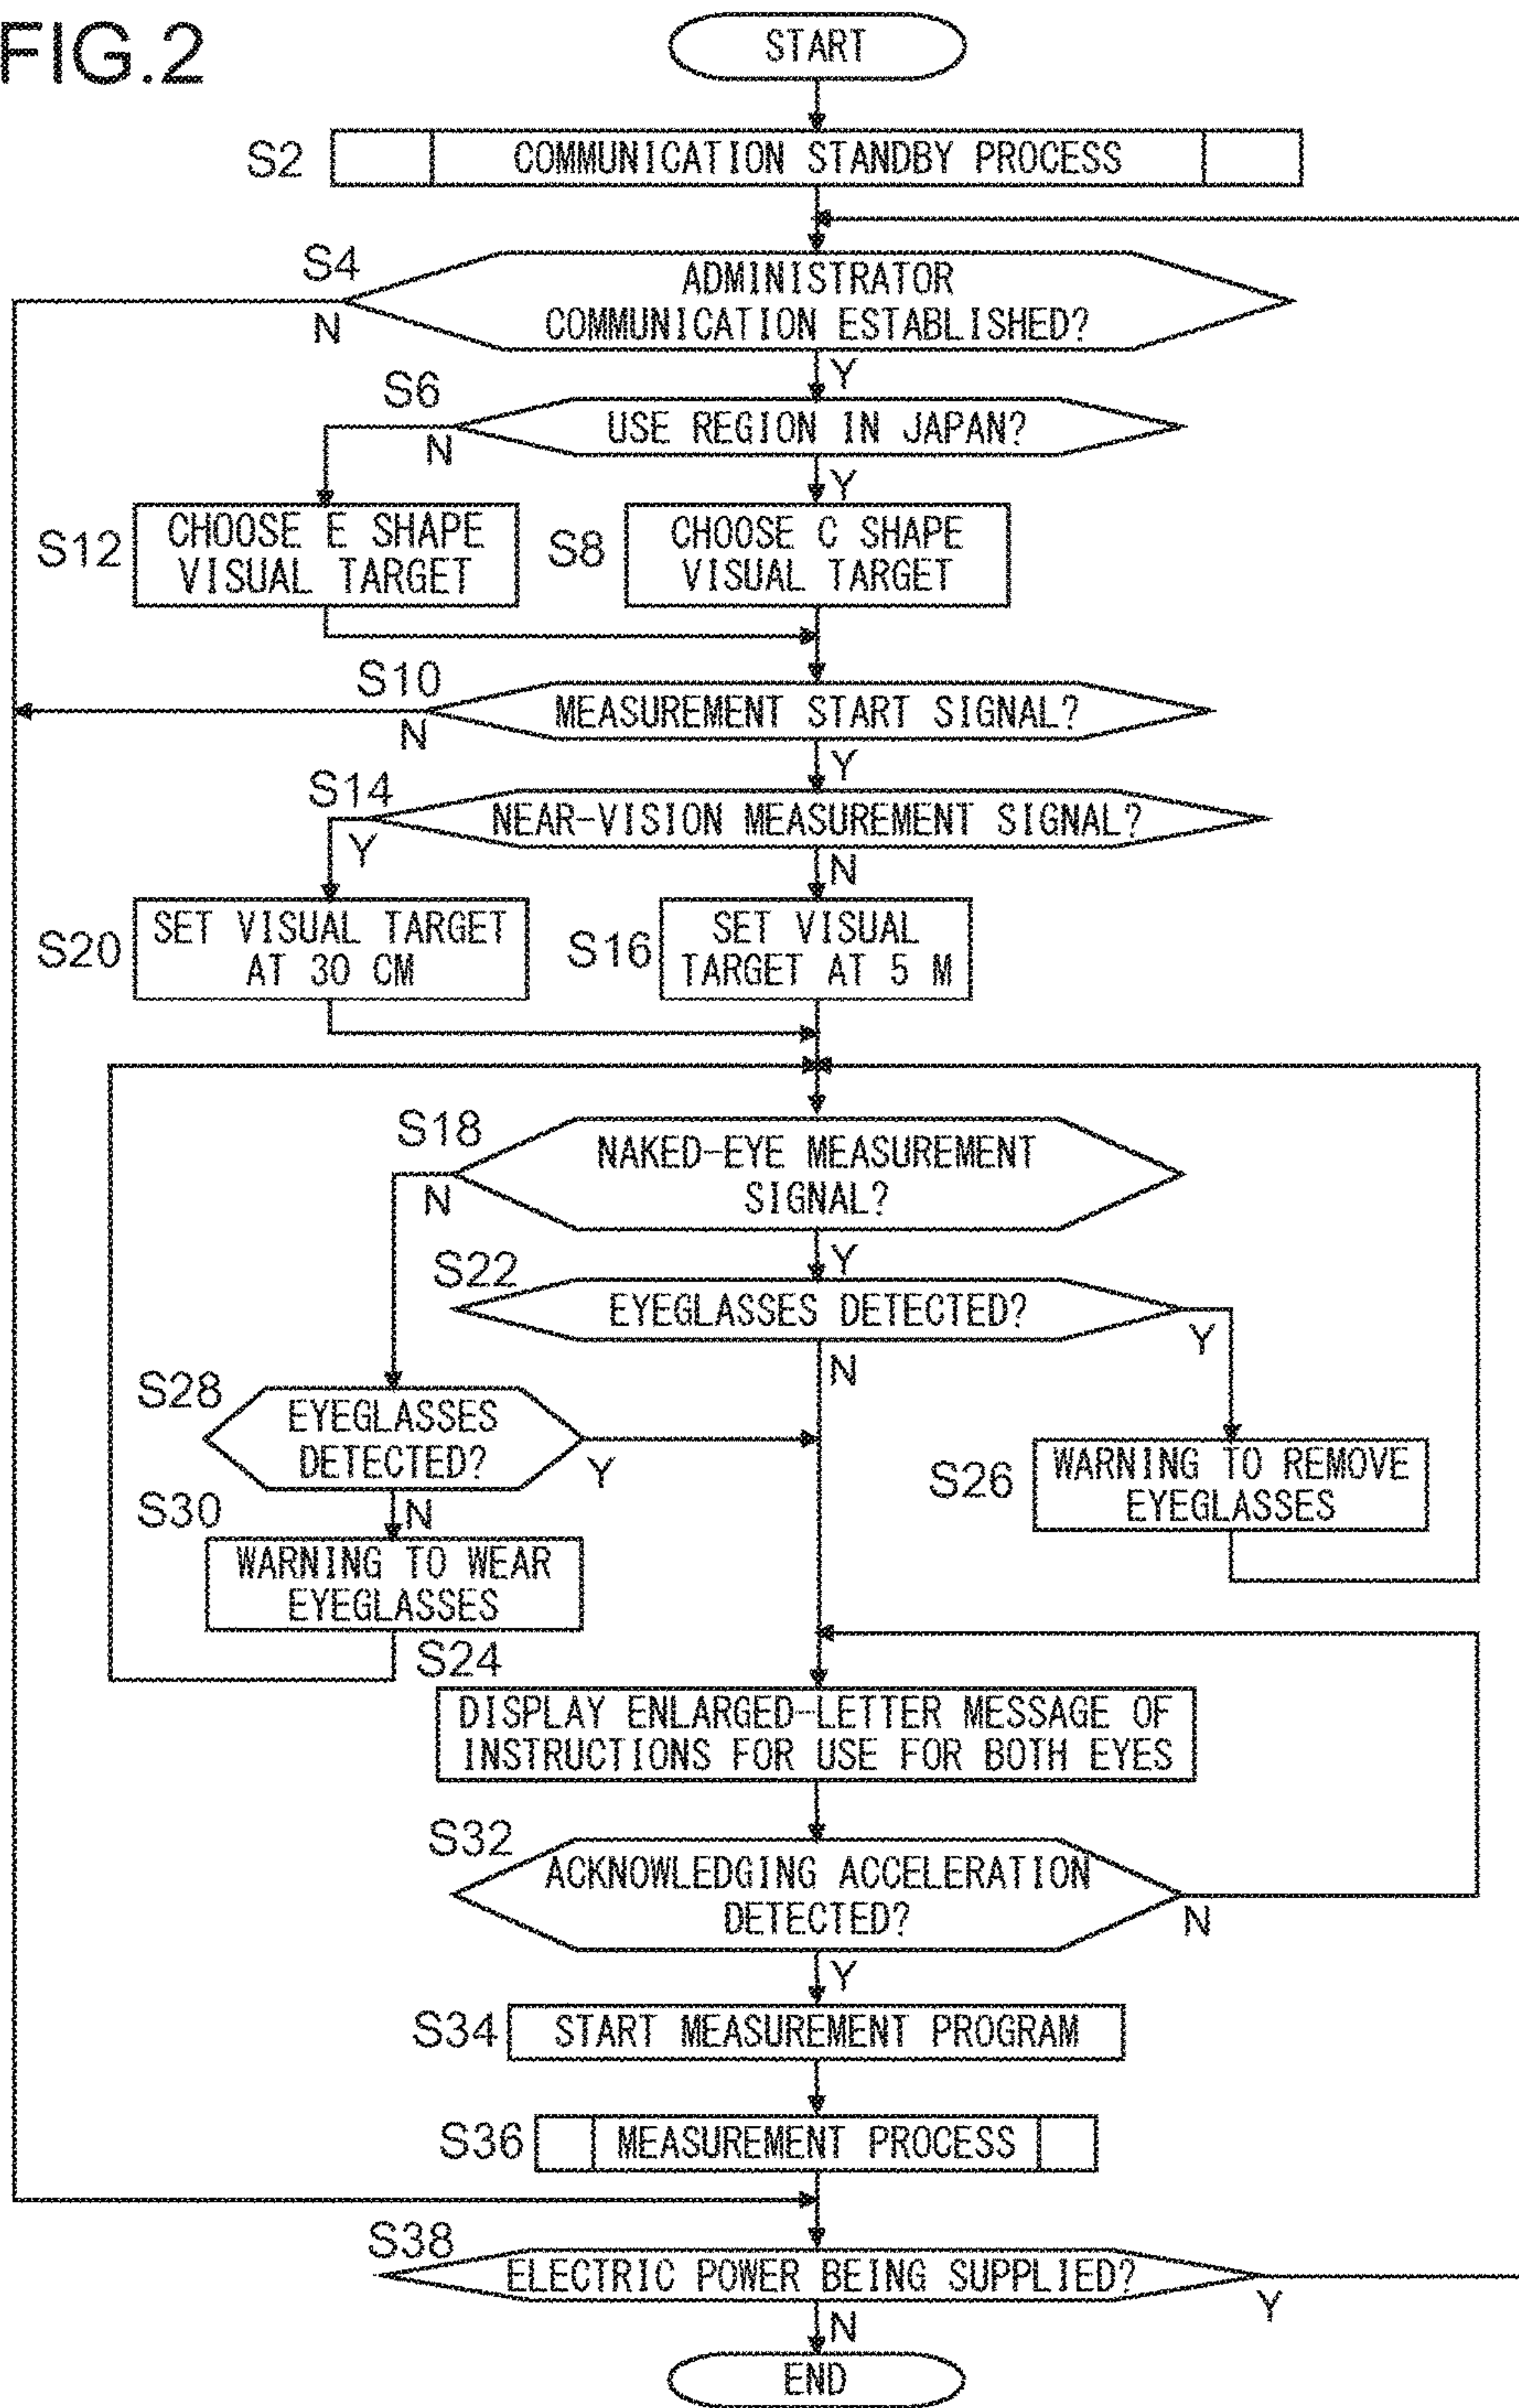 FIG.2
START
S2
COMMUNICATION STANDBY PROCESS
S4
ADMINISTRATOR
COMMUNICATION ESTABLISHED?
N
Y
S6
USE REGION IN JAPAN?
N
Y
S12
CHOOSE E SHAPE
VISUAL TARGET
S8
CHOOSE C SHAPE
VISUAL TARGET
S10
MEASUREMENT START SIGNAL?
N
Y
S14
NEAR-VISION MEASUREMENT SIGNAL?
Y
N
S20
SET VISUAL TARGET
AT 30 CM
S16
SET VISUAL
TARGET AT 5 M
S18
NAKED-EYE MEASUREMENT
SIGNAL?
N
Y
S22
EYEGLASSES DETECTED?
Y
N
S28
EYEGLASSES
DETECTED?
Y
N
S26
WARNING TO REMOVE
EYEGLASSES
S30
WARNING TO WEAR
EYEGLASSES
S24
DISPLAY ENLARGED-LETTER MESSAGE OF
INSTRUCTIONS FOR USE FOR BOTH EYES
S32
ACKNOWLEDGING ACCELERATION
DETECTED?
N
Y
S34
START MEASUREMENT PROGRAM
S36
MEASUREMENT PROCESS
S38
ELECTRIC POWER BEING SUPPLIED?
Y
N
END